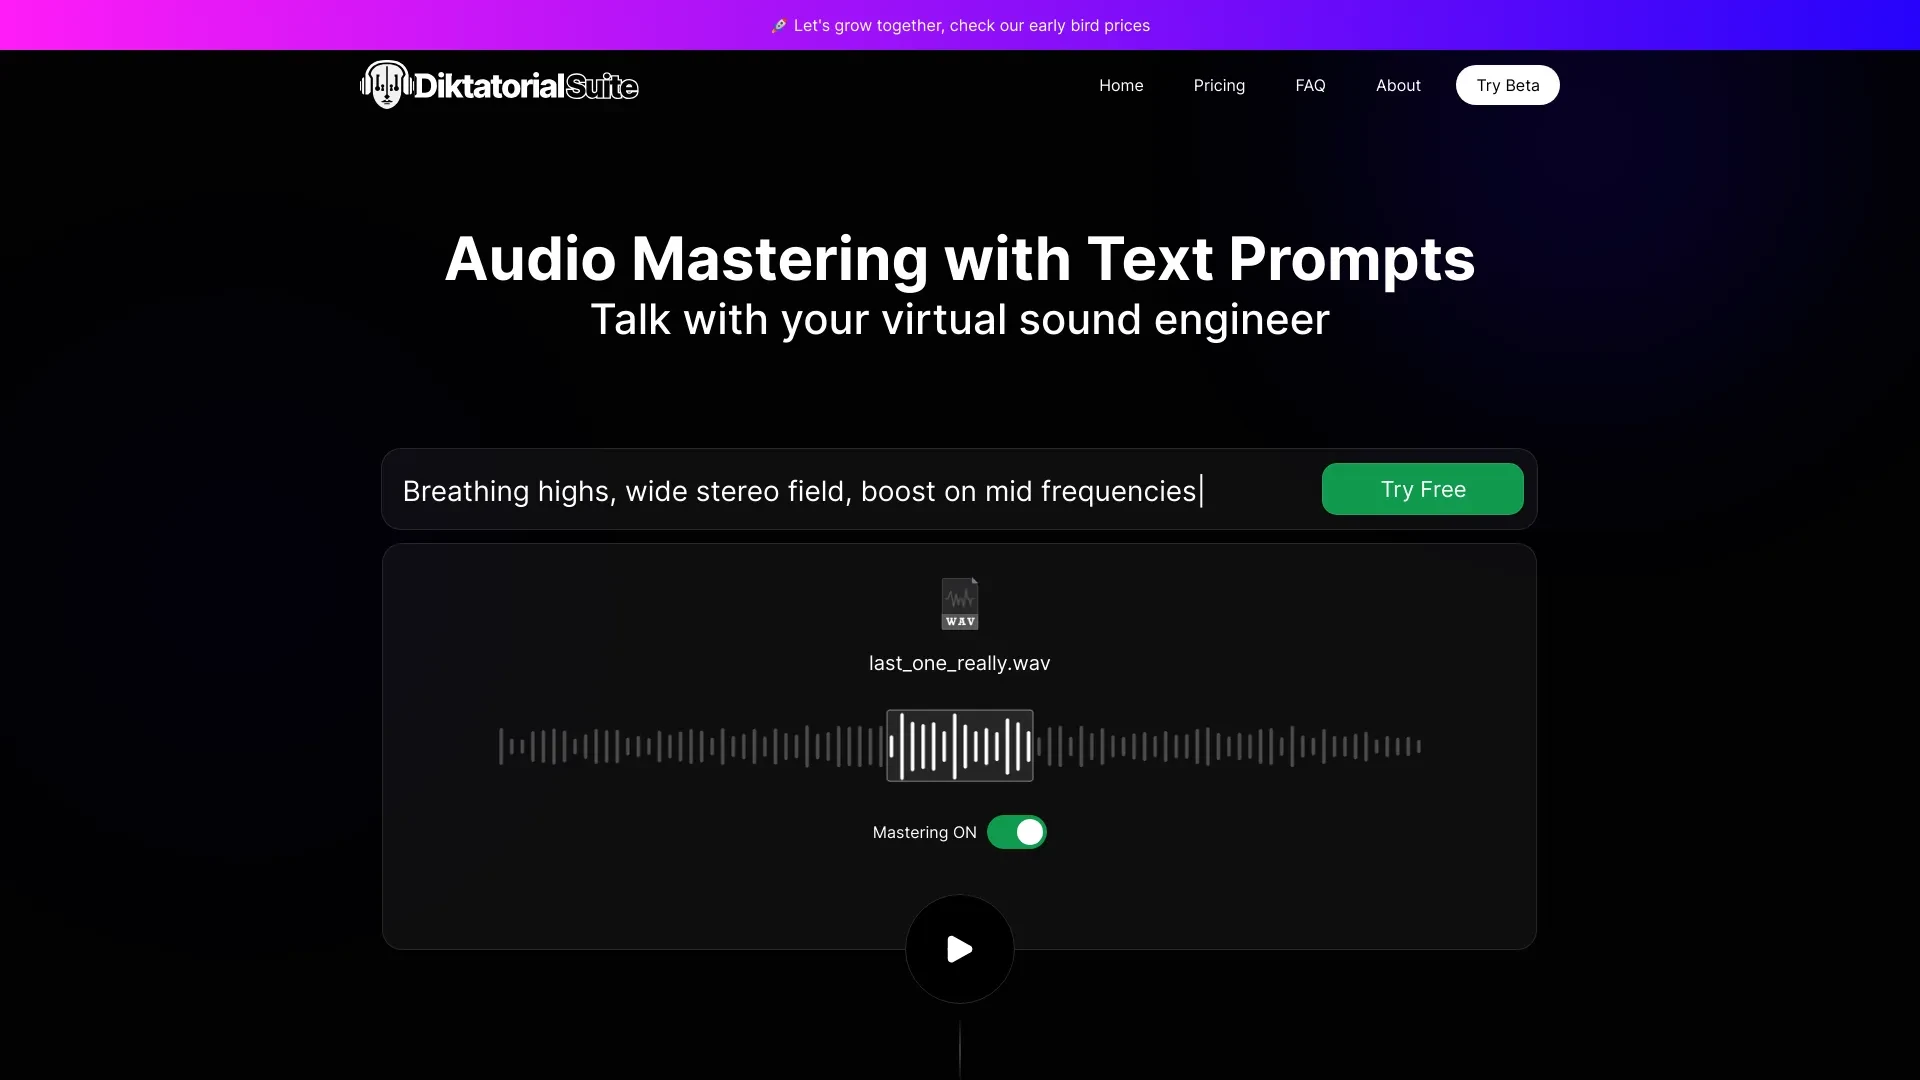 🚀 Let's grow together, check our early bird prices
DiktatorialSuite
Home
Pricing
FAQ
About
Try Beta
Audio Mastering with Text Prompts
Talk with your virtual sound engineer
Breathing highs, wide stereo field, boost on mid frequencies
Try Free
WAV
last_one_really.wav
Mastering ON